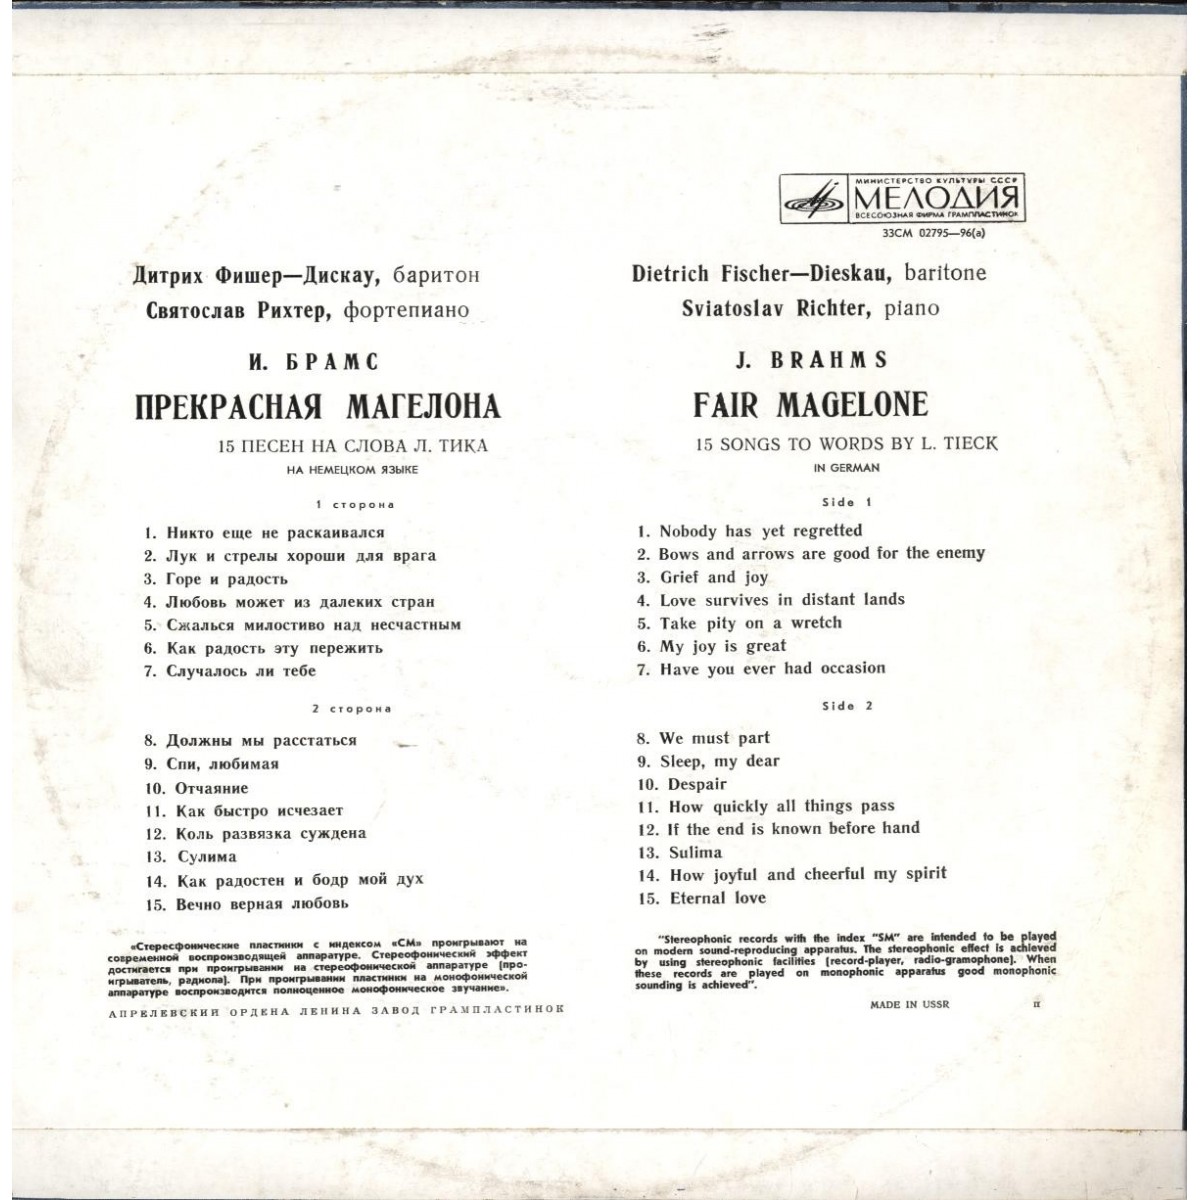 МИНИСТЕРСТВО КУЛЬТУРЫ СССР
МЕЛОДИЯ
ВСЕСОЮЗНАЯ ФИРМА ГРАМПЛАСТИНОК
33СМ 02795—96(а)
Дитрих Фишер—Дискау, баритон
Святослав Рихтер, фортепиано
И. БРАМС
ПРЕКРАСНАЯ МАГЕЛОНА
15 ПЕСЕН НА СЛОВА Л. ТИКА
НА НЕМЕЦКОМ ЯЗЫКЕ
1 сторона
1. Никто еще не раскаивался
2. Лук и стрелы хороши для врага
3. Горе и радость
4. Любовь может из далеких стран
5. Сжалься милостиво над несчастным
6. Как радость эту пережить
7. Случалось ли тебе
2 сторона
8. Должны мы расстаться
9. Спи, любимая
10. Отчаяние
11. Как быстро исчезает
12. Коль развязка суждена
13. Сулима
14. Как радостен и бодр мой дух
15. Вечно верная любовь
«Стересфонические пластинки с индексом «СМ» проигрывают на
современной воспроизводящей аппаратуре. Стереофонический эффект
достигается при проигрывании на стереофонической аппаратуре (про-
игрыватель, радиола). При проигрывании пластинки на монофонической
аппаратуре воспроизводится полноценное монофоническое звучание».
АПРЕЛЕВСКИЙ ОРДЕНА ЛЕНИНА ЗАВОД ГРАМПЛАСТИНОК
Dietrich Fischer—Dieskau, baritone
Sviatoslav Richter, piano
J. BRAHMS
FAIR MAGELONE
15 SONGS TO WORDS BY L. TIECK
IN GERMAN
Side 1
1. Nobody has yet regretted
2. Bows and arrows are good for the enemy
3. Grief and joy
4. Love survives in distant lands
5. Take pity on a wretch
6. My joy is great
7. Have you ever had occasion
Side 2
8. We must part
9. Sleep, my dear
10. Despair
11. How quickly all things pass
12. If the end is known before hand
13. Sulima
14. How joyful and cheerful my spirit
15. Eternal love
"Stereophonic records with the index "SM" are intended to be played
on modern sound-reproducing apparatus. The stereophonic effect is achieved
by using stereophonic facilities (record-player, radio-gramophone). When
these records are played on monophonic apparatus good monophonic
sounding is achieved".
MADE IN USSR